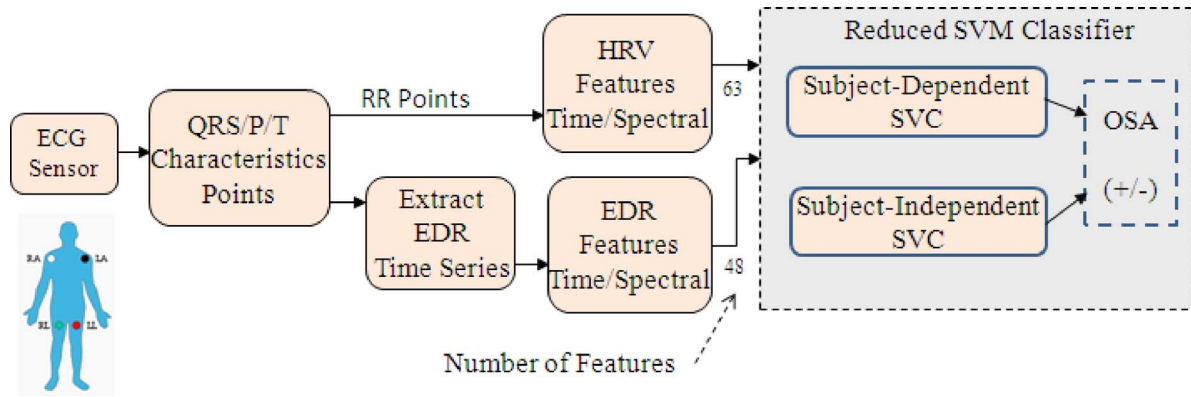 ECG
Sensor
QRS/P/T
Characteristics
Points
RR Points
HRV
Features
Time/Spectral
63
Extract
EDR
Time Series
EDR
Features
Time/Spectral
48
Number of Features
Reduced SVM Classifier
Subject-Dependent
SVC
Subject-Independent
SVC
OSA
(+/-)
RA
LA
RL
LL